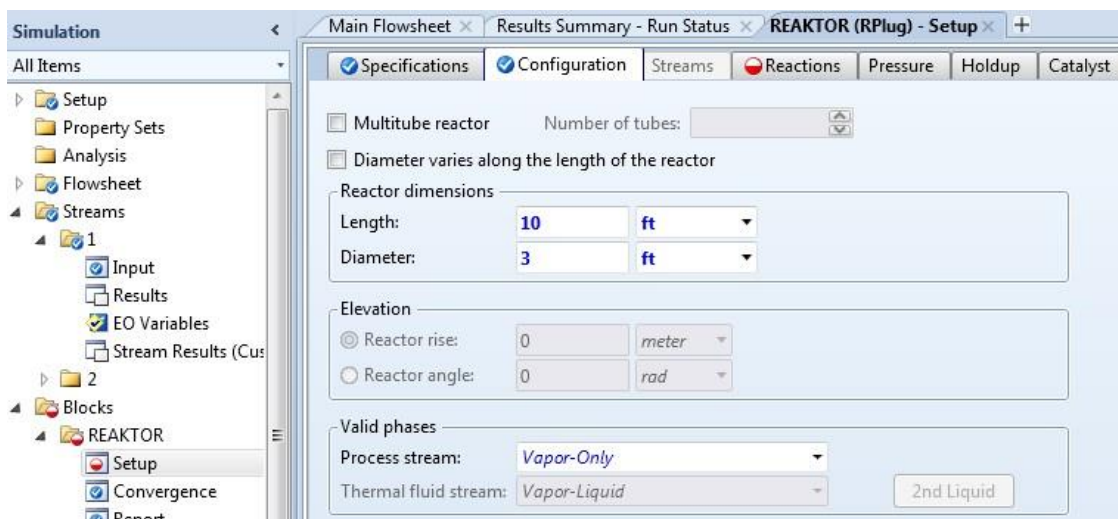 Simulation <
Main Flowsheet × Results Summary - Run Status × REAKTOR (RPlug) - Setup × +
All Items
Specifications Configuration Streams Reactions Pressure Holdup Catalyst
Setup
Property Sets
Analysis
Flowsheet
Streams
1
Input
Results
EO Variables
Stream Results (Cus
2
Blocks
REAKTOR
Setup
Convergence
Report
Multitube reactor Number of tubes:
Diameter varies along the length of the reactor
Reactor dimensions
Length: 10 ft
Diameter: 3 ft
Elevation
Reactor rise: 0 meter
Reactor angle: 0 rad
Valid phases
Process stream: Vapor-Only
Thermal fluid stream: Vapor-Liquid 2nd Liquid